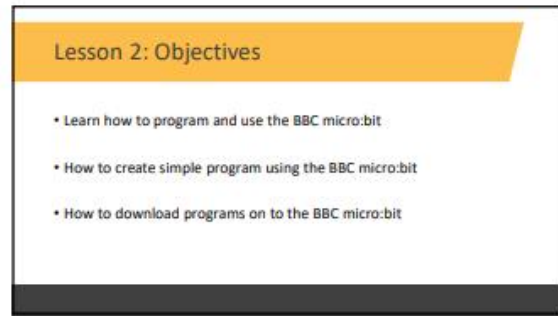 Lesson 2: Objectives
• Learn how to program and use the BBC micro:bit
• How to create simple program using the BBC micro:bit
• How to download programs on to the BBC micro:bit